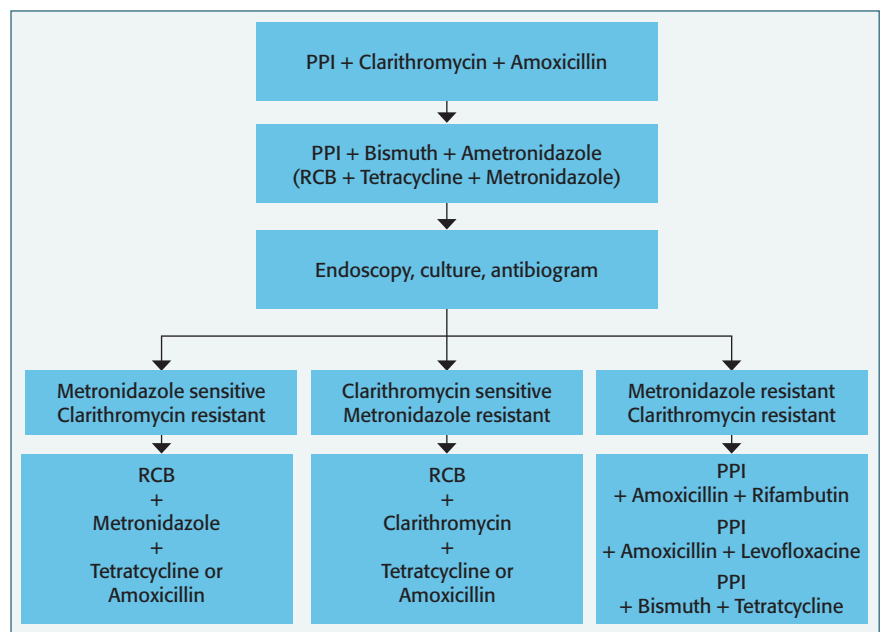 PPI + Clarithromycin + Amoxicillin
PPI + Bismuth + Ametronidazole
(RCB + Tetracycline + Metronidazole)
Endoscopy, culture, antibiogram
Metronidazole sensitive
Clarithromycin resistant
Clarithromycin sensitive
Metronidazole resistant
Metronidazole resistant
Clarithromycin resistant
RCB
+
Metronidazole
+
Tetratcycline or
Amoxicillin
RCB
+
Clarithromycin
+
Tetratcycline or
Amoxicillin
PPI
+ Amoxicillin + Rifambutin
PPI
+ Amoxicillin + Levofloxacine
PPI
+ Bismuth + Tetratcycline